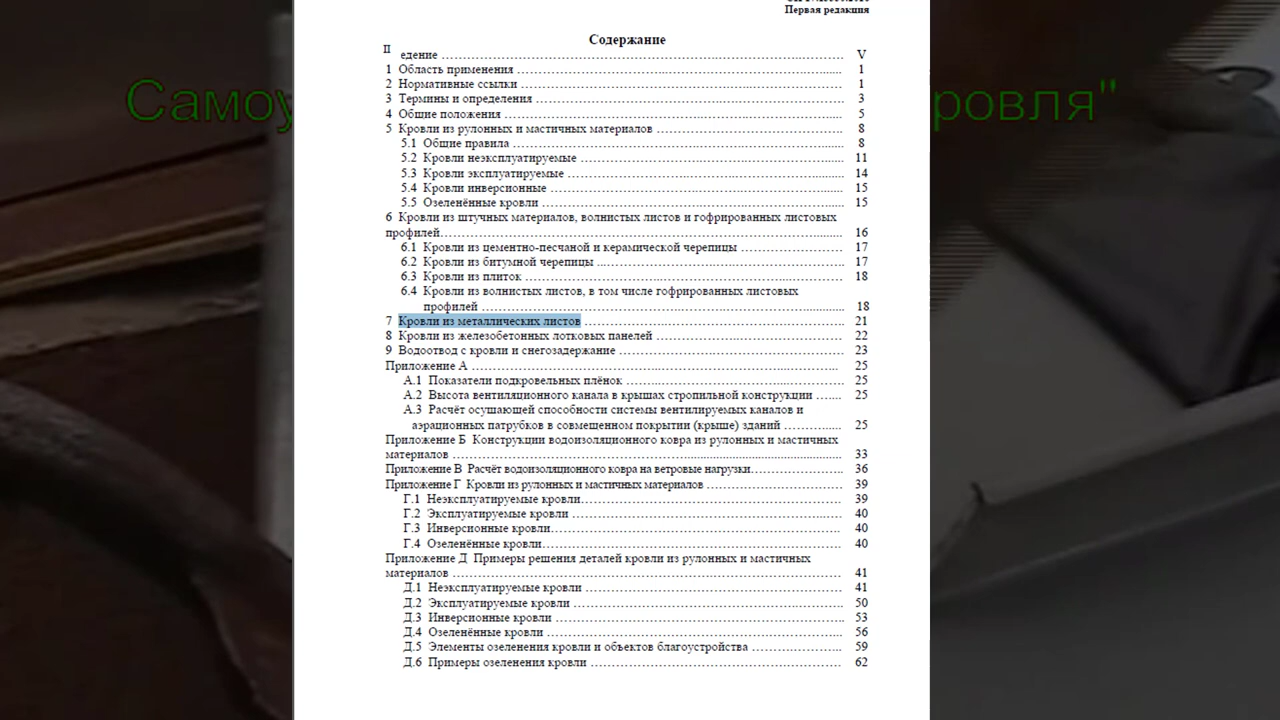 Первая редакция
Содержание
II
едение ........ V
1 Область применения ........ 1
2 Нормативные ссылки ........ 1
3 Термины и определения ........ 3
4 Общие положения ........ 5
5 Кровли из рулонных и мастичных материалов ........ 8
5.1 Общие правила ........ 8
5.2 Кровли неэксплуатируемые ........ 11
5.3 Кровли эксплуатируемые ........ 14
5.4 Кровли инверсионные ........ 15
5.5 Озеленённые кровли ........ 15
6 Кровли из штучных материалов, волнистых листов и гофрированных листовых
профилей ........ 16
6.1 Кровли из цементно-песчаной и керамической черепицы ........ 17
6.2 Кровли из битумной черепицы ........ 17
6.3 Кровли из плиток ........ 18
6.4 Кровли из волнистых листов, в том числе гофрированных листовых
профилей ........ 18
7 Кровли из металлических листов ........ 21
8 Кровли из железобетонных лотковых панелей ........ 22
9 Водоотвод с кровли и снегозадержание ........ 23
Приложение А ........ 25
А.1 Показатели подкровельных плёнок ........ 25
А.2 Высота вентиляционного канала в крышах стропильной конструкции ........ 25
А.3 Расчёт осушающей способности системы вентилируемых каналов и
аэрационных патрубков в совмещенном покрытии (крыше) зданий ........ 25
Приложение Б Конструкции водоизоляционного ковра из рулонных и мастичных
материалов ........ 33
Приложение В Расчёт водоизоляционного ковра на ветровые нагрузки ........ 36
Приложение Г Кровли из рулонных и мастичных материалов ........ 39
Г.1 Неэксплуатируемые кровли ........ 39
Г.2 Эксплуатируемые кровли ........ 40
Г.3 Инверсионные кровли ........ 40
Г.4 Озеленённые кровли ........ 40
Приложение Д Примеры решения деталей кровли из рулонных и мастичных
материалов ........ 41
Д.1 Неэксплуатируемые кровли ........ 41
Д.2 Эксплуатируемые кровли ........ 50
Д.3 Инверсионные кровли ........ 53
Д.4 Озеленённые кровли ........ 56
Д.5 Элементы озеленения кровли и объектов благоустройства ........ 59
Д.6 Примеры озеленения кровли ........ 62
Самоу
ровля"